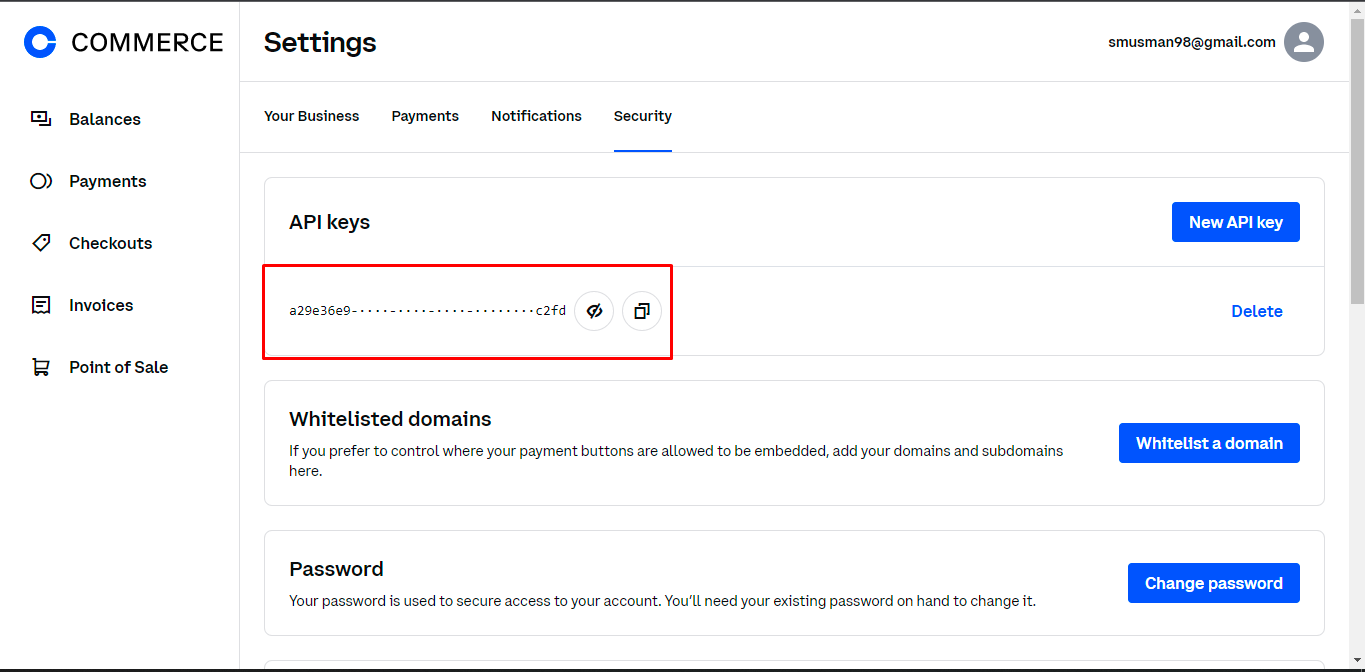 COMMERCE
Settings
smusman98@gmail.com
Balances
Payments
Checkouts
Invoices
Point of Sale
Your Business
Payments
Notifications
Security
API keys
New API key
a29e36e9-····-····-····-········c2fd
Delete
Whitelisted domains
If you prefer to control where your payment buttons are allowed to be embedded, add your domains and subdomains
here.
Whitelist a domain
Password
Your password is used to secure access to your account. You’ll need your existing password on hand to change it.
Change password